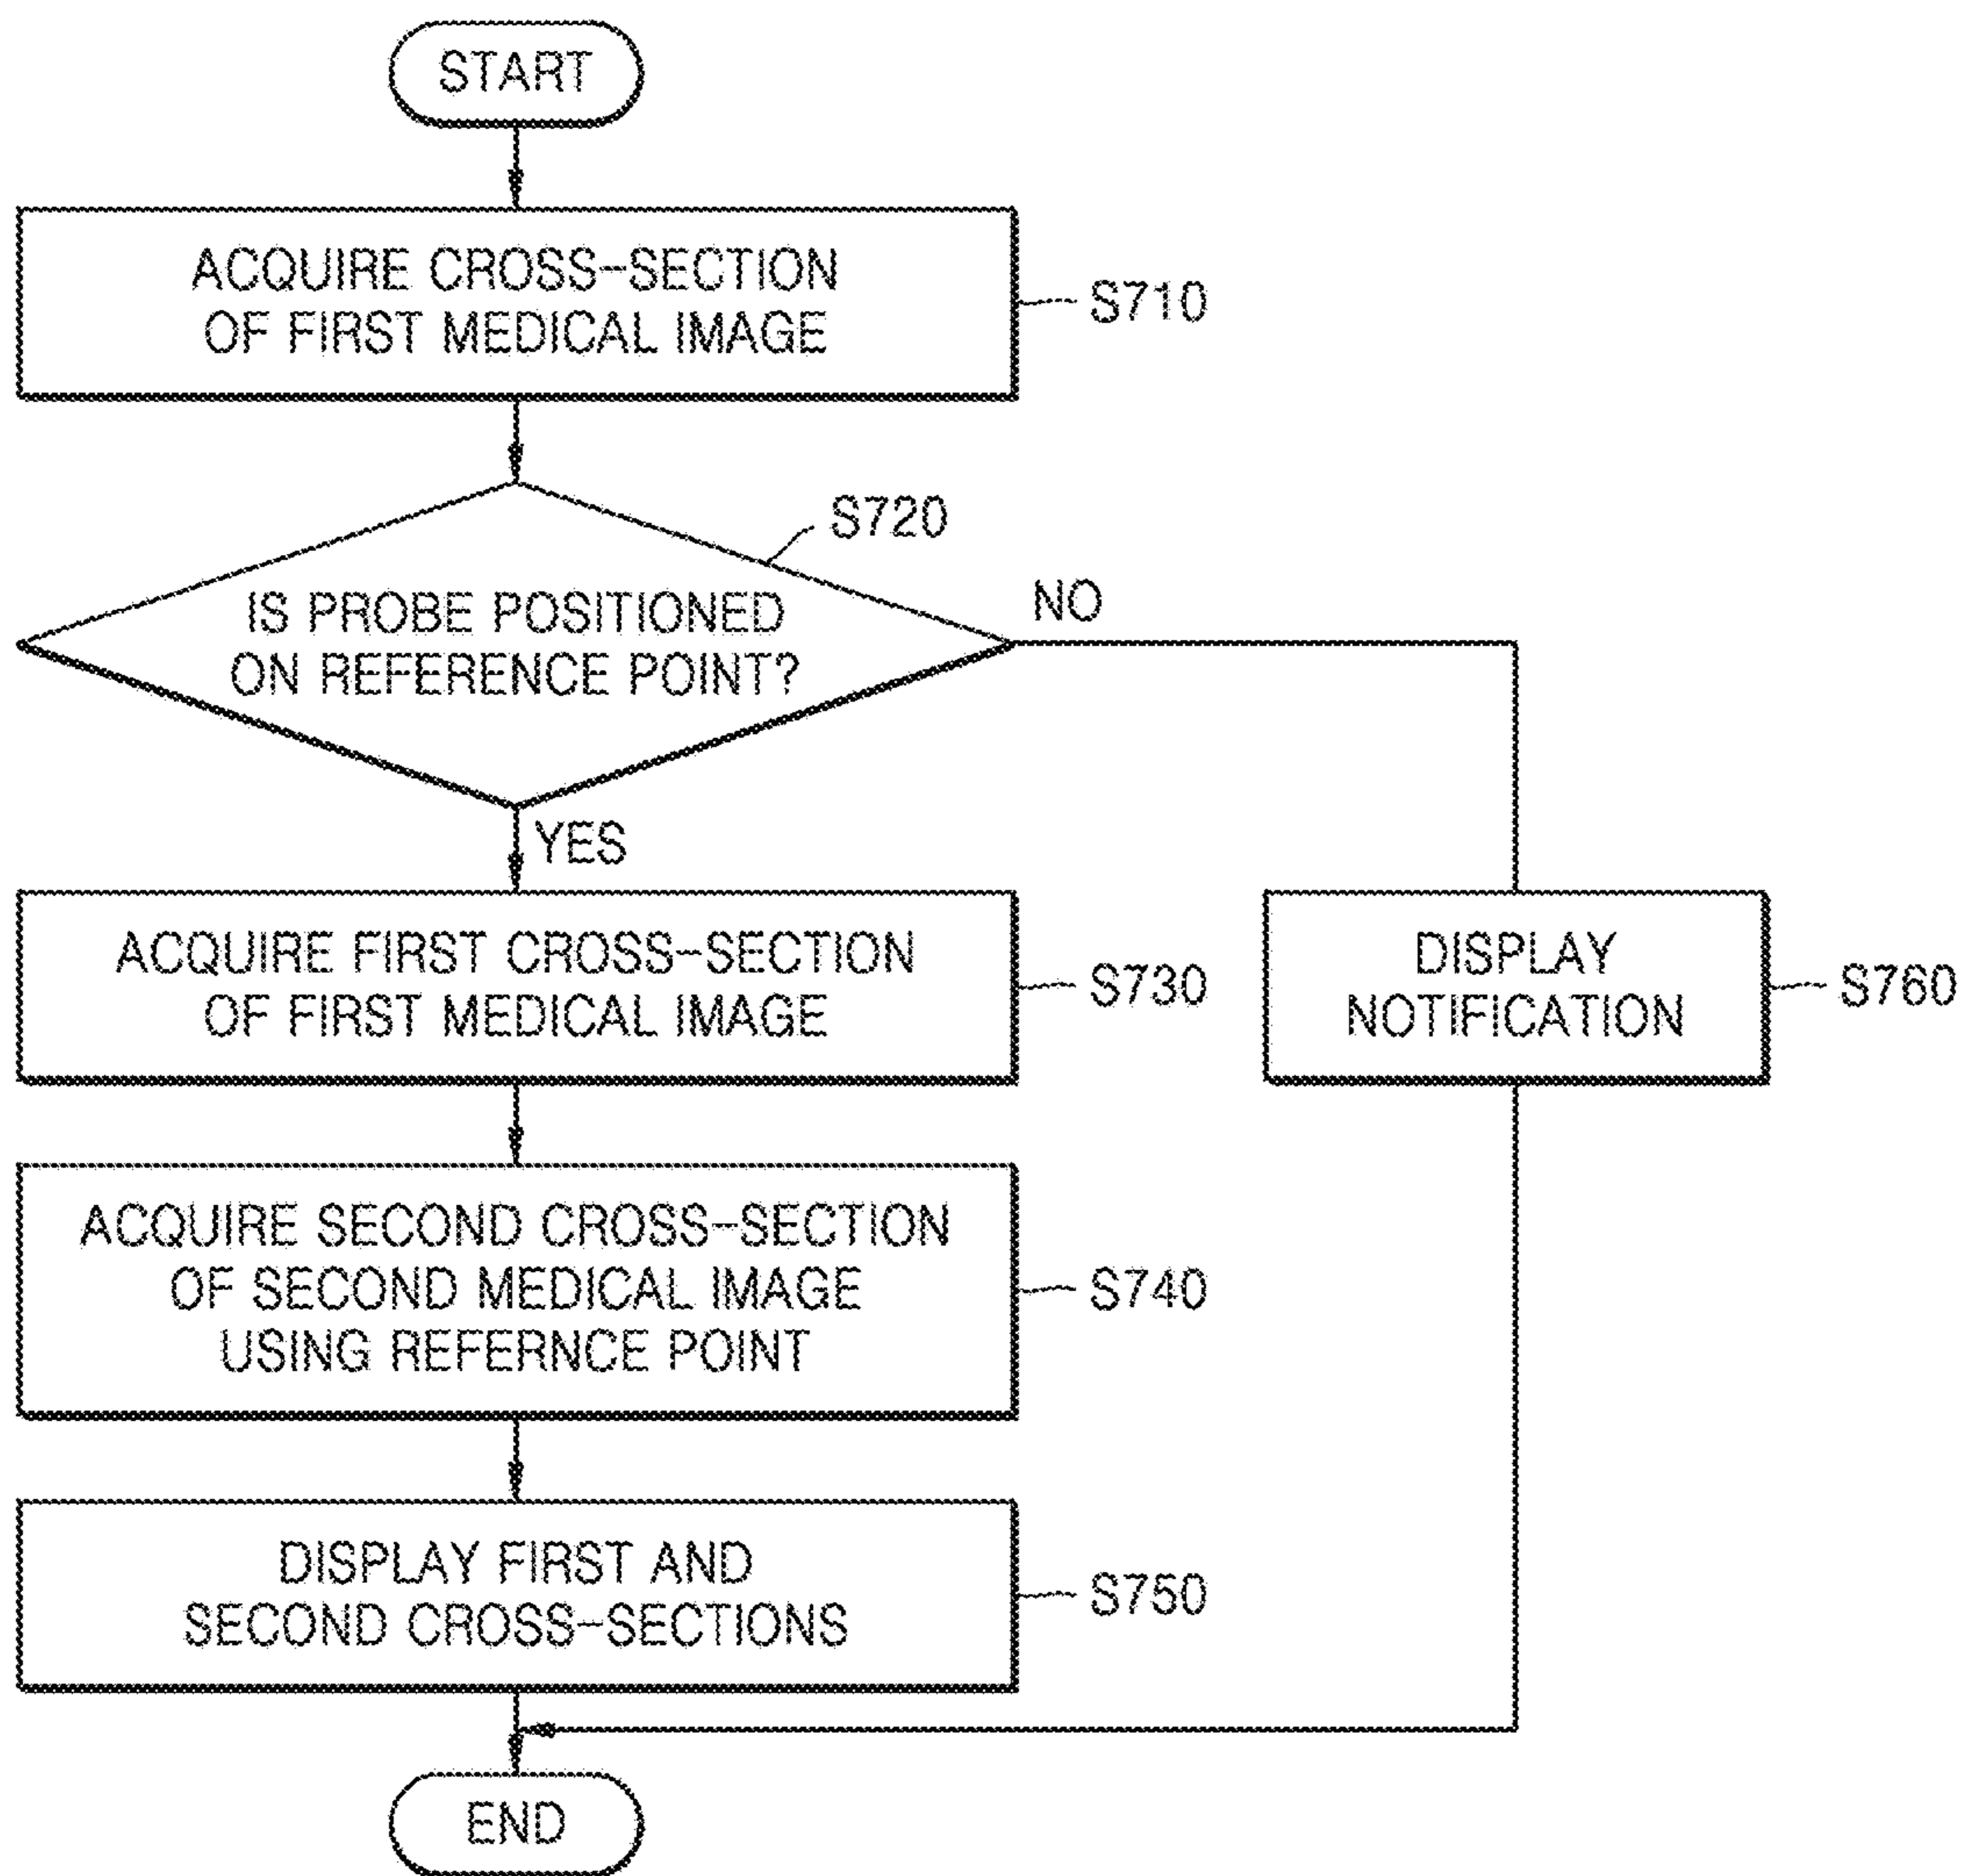 START
ACQUIRE CROSS-SECTION
OF FIRST MEDICAL IMAGE
S710
S720
IS PROBE POSITIONED
ON REFERENCE POINT?
NO
YES
ACQUIRE FIRST CROSS-SECTION
OF FIRST MEDICAL IMAGE
S730
DISPLAY
NOTIFICATION
S760
ACQUIRE SECOND CROSS-SECTION
OF SECOND MEDICAL IMAGE
USING REFERNCE POINT
S740
DISPLAY FIRST AND
SECOND CROSS-SECTIONS
S750
END